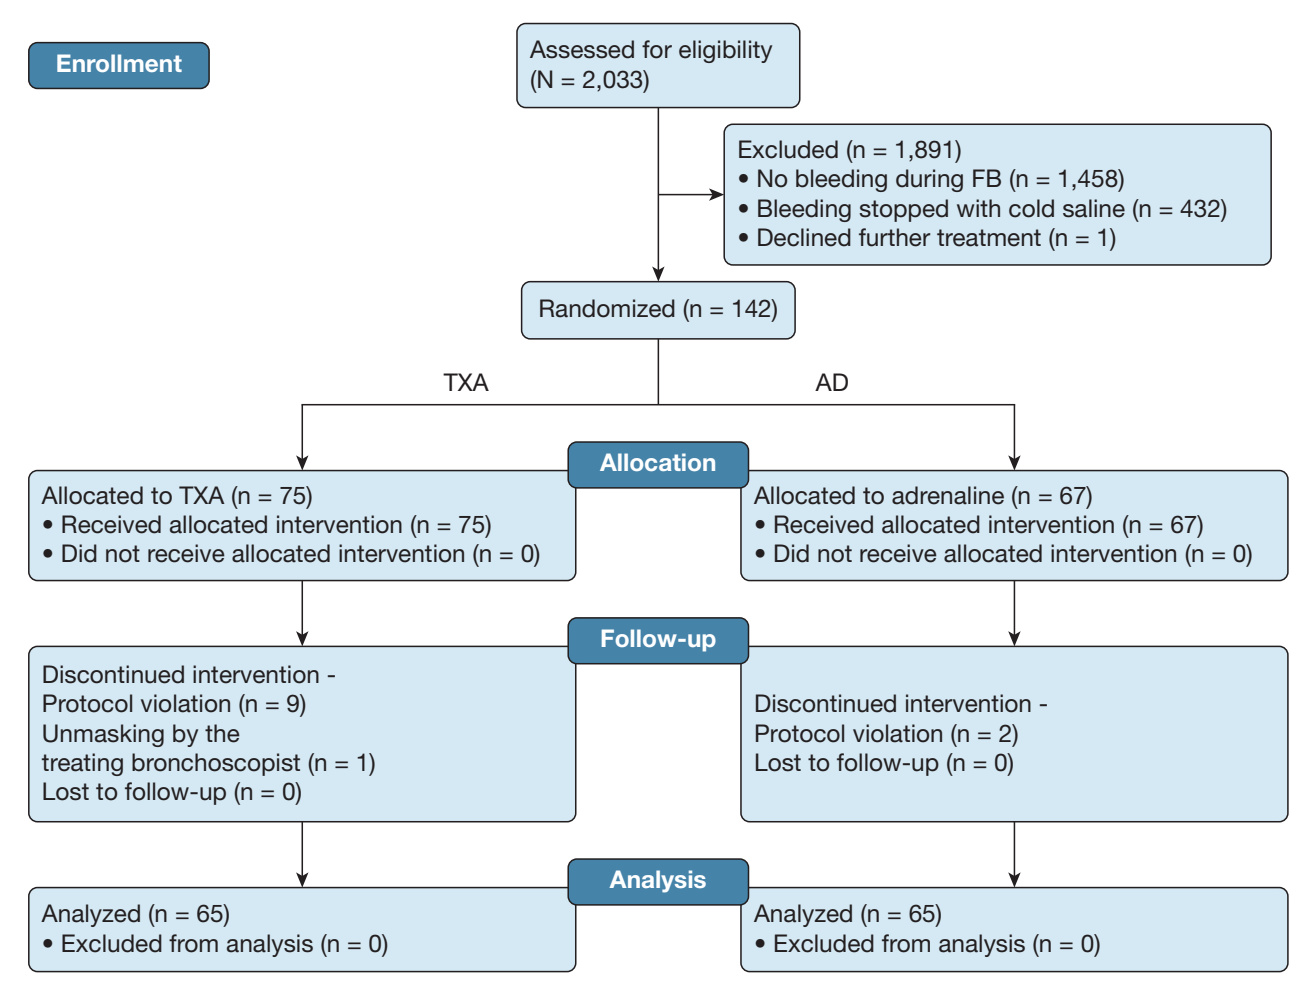 Enrollment
Assessed for eligibility
(N = 2,033)
Excluded (n = 1,891)
• No bleeding during FB (n = 1,458)
• Bleeding stopped with cold saline (n = 432)
• Declined further treatment (n = 1)
Randomized (n = 142)
TXA
AD
Allocation
Allocated to TXA (n = 75)
• Received allocated intervention (n = 75)
• Did not receive allocated intervention (n = 0)
Allocated to adrenaline (n = 67)
• Received allocated intervention (n = 67)
• Did not receive allocated intervention (n = 0)
Follow-up
Discontinued intervention -
Protocol violation (n = 9)
Unmasking by the
treating bronchoscopist (n = 1)
Lost to follow-up (n = 0)
Discontinued intervention -
Protocol violation (n = 2)
Lost to follow-up (n = 0)
Analysis
Analyzed (n = 65)
• Excluded from analysis (n = 0)
Analyzed (n = 65)
• Excluded from analysis (n = 0)